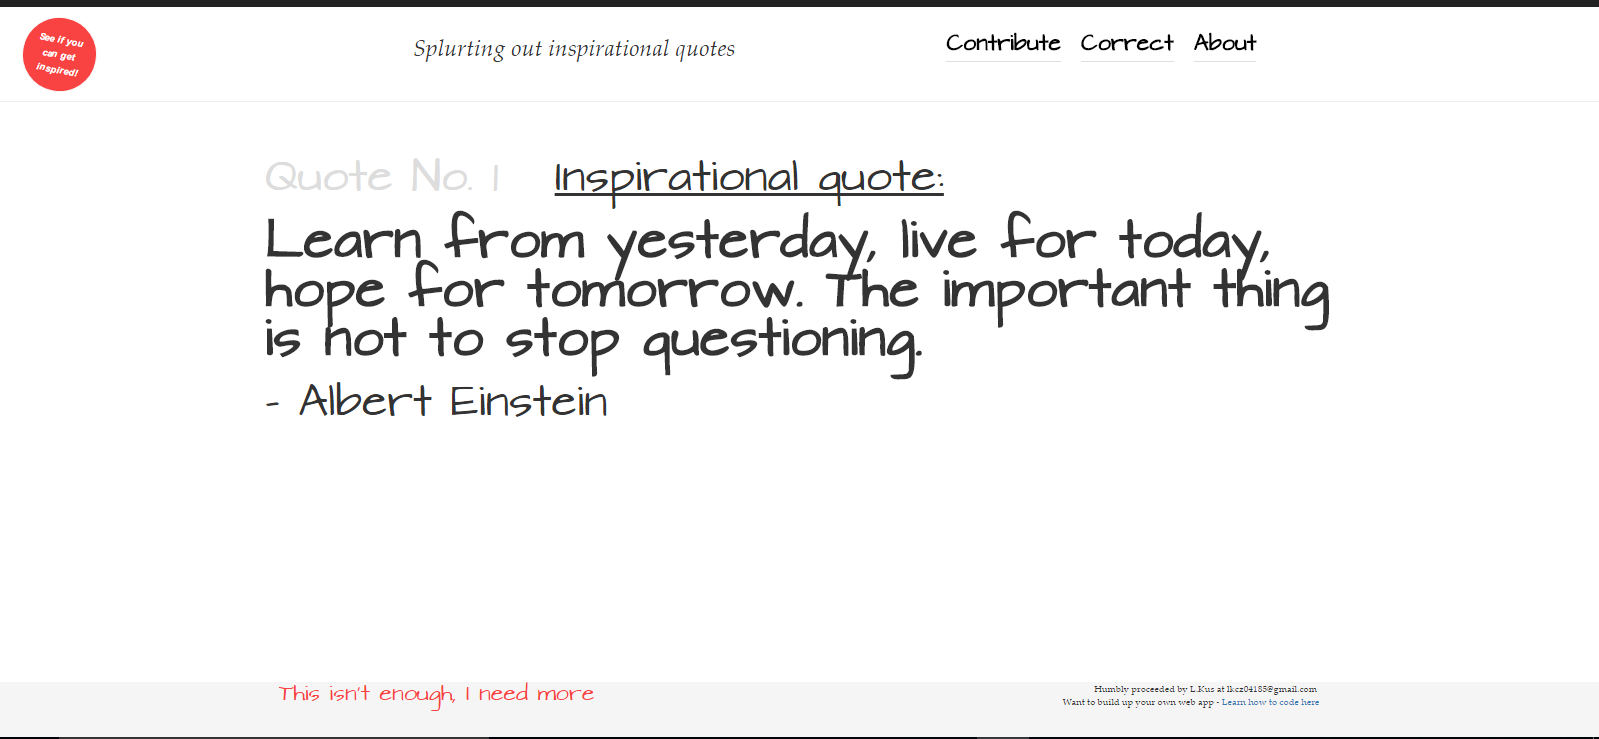 See if you
can get
inspired!
Splurting out inspirational quotes
Contribute Correct About
Quote No. 1 Inspirational quote:
Learn from yesterday, live for today,
hope for tomorrow. The important thing
is not to stop questioning.
- Albert Einstein
This isn't enough, I need more
Humbly proceeded by L.Kus at lkcz04185@gmail.com
Want to build up your own web app - Learn how to code here